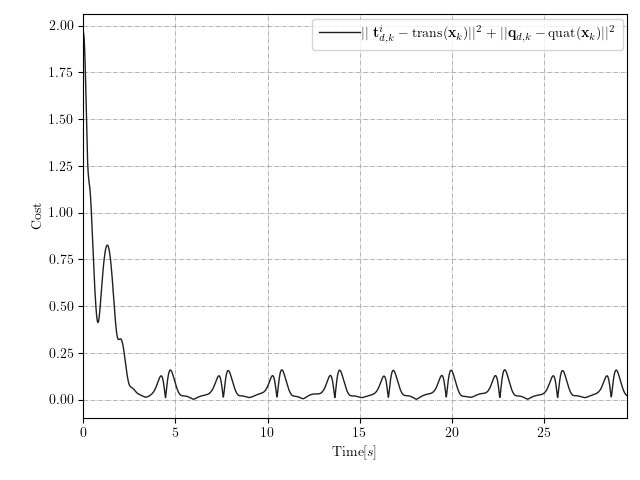 || t^i_{d,k} − trans(x_k)||² + ||q_{d,k} − quat(x_k)||²
2.00
1.75
1.50
1.25
1.00
0.75
0.50
0.25
0.00
Cost
0 5 10 15 20 25
Time[s]